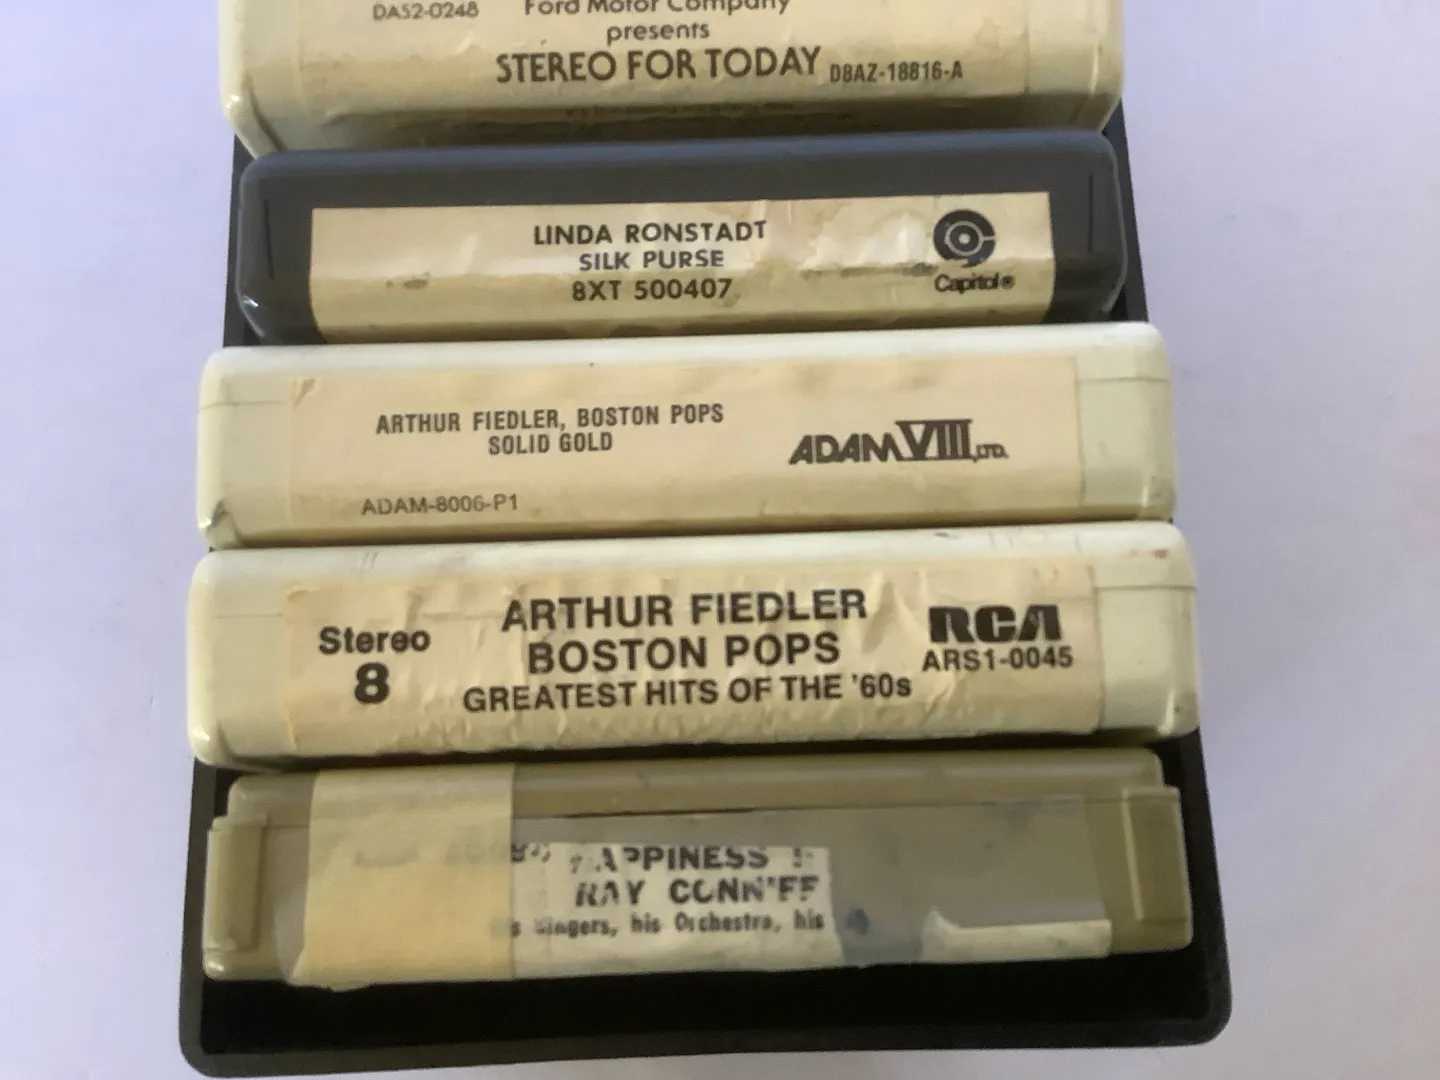 DA52-0248
Ford Motor Company
presents
STEREO FOR TODAY
D8AZ-18816-A
LINDA RONSTADT
SILK PURSE
8XT 500407
Capitol®
ARTHUR FIEDLER, BOSTON POPS
SOLID GOLD
ADAM VIII, LTD.
ADAM-8006-P1
Stereo
8
ARTHUR FIEDLER
BOSTON POPS
GREATEST HITS OF THE '60s
RCA
ARS1-0045
RAY CONNIFF
his Orchestra, his